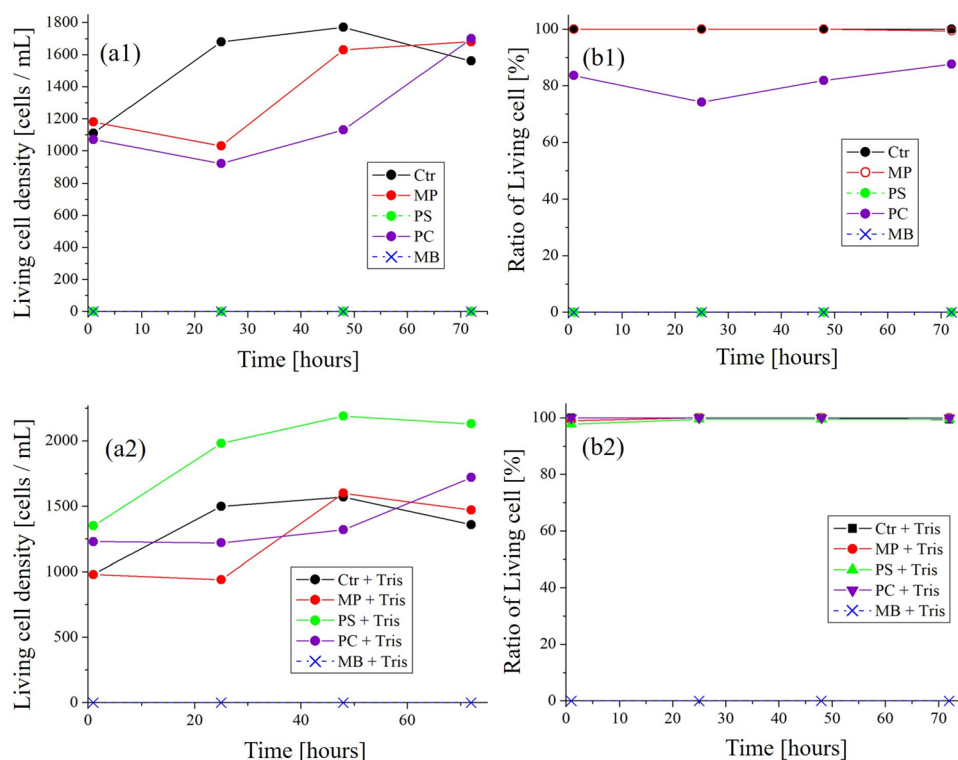 (a1)
Living cell density [cells / mL]
1800
1600
1400
1200
1000
800
600
400
200
0
0 10 20 30 40 50 60 70
Time [hours]
Ctr
MP
PS
PC
MB
(b1)
Ratio of Living cell [%]
100
80
60
40
20
0
0 10 20 30 40 50 60 70
Time [hours]
Ctr
MP
PS
PC
MB
(a2)
Living cell density [cells / mL]
2000
1500
1000
500
0
0 20 40 60
Time [hours]
Ctr + Tris
MP + Tris
PS + Tris
PC + Tris
MB + Tris
(b2)
Ratio of Living cell [%]
100
80
60
40
20
0
0 10 20 30 40 50 60 70
Time [hours]
Ctr + Tris
MP + Tris
PS + Tris
PC + Tris
MB + Tris